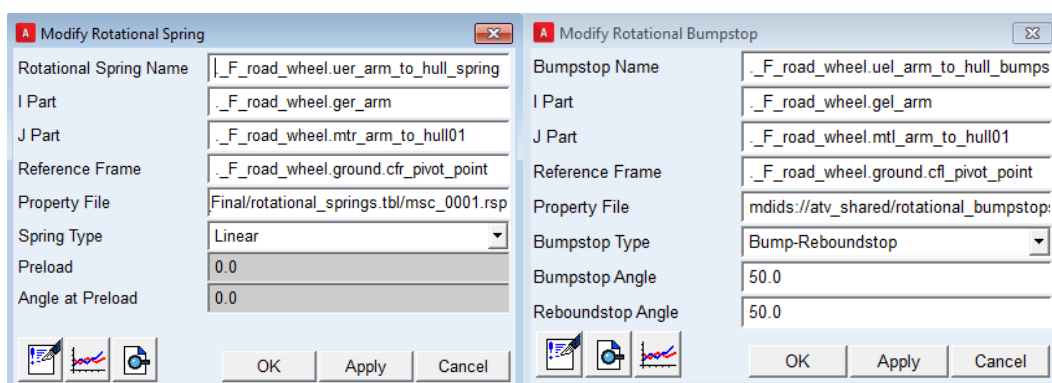 Modify Rotational Spring
Rotational Spring Name ._F_road_wheel.uer_arm_to_hull_spring
I Part ._F_road_wheel.ger_arm
J Part ._F_road_wheel.mtr_arm_to_hull01
Reference Frame ._F_road_wheel.ground.cfr_pivot_point
Property File Final/rotational_springs.tbl/msc_0001.rsp
Spring Type Linear
Preload 0.0
Angle at Preload 0.0
OK Apply Cancel
Modify Rotational Bumpstop
Bumpstop Name ._F_road_wheel.uel_arm_to_hull_bumps
I Part ._F_road_wheel.gel_arm
J Part ._F_road_wheel.mtl_arm_to_hull01
Reference Frame ._F_road_wheel.ground.cfl_pivot_point
Property File mdids://atv_shared/rotational_bumpstop
Bumpstop Type Bump-Reboundstop
Bumpstop Angle 50.0
Reboundstop Angle 50.0
OK Apply Cancel